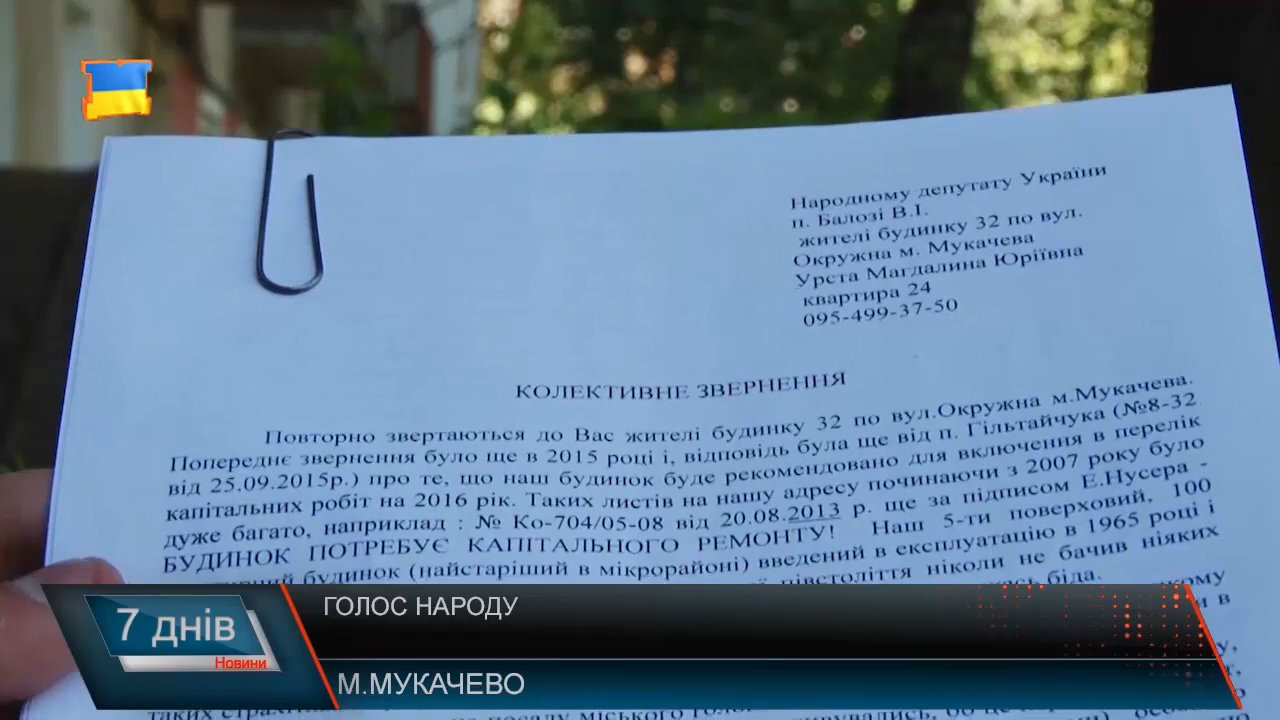 Народному депутату України
п. Балозі В.І.
жителі будинку 32 по вул.
Окружна м. Мукачева
Урста Магдалина Юріївна
квартира 24
095-499-37-50
КОЛЕКТИВНЕ ЗВЕРНЕННЯ
Повторно звертаються до Вас жителі будинку 32 по вул.Окружна м.Мукачева.
Попереднє звернення було ще в 2015 році і, відповідь була ще від п. Гільтайчука (№8-32
від 25.09.2015р.) про те, що наш будинок буде рекомендовано для включення в перелік
капітальних робіт на 2016 рік. Таких листів на нашу адресу починаючи з 2007 року було
дуже багато, наприклад : № Ко-704/05-08 від 20.08.2013 р. ще за підписом Е.Нусера -
БУДИНОК ПОТРЕБУЄ КАПІТАЛЬНОГО РЕМОНТУ! Наш 5-ти поверховий, 100
будинок (найстаріший в мікрорайоні) введений в експлуатацію в 1965 році і
півстоліття ніколи не бачив ніяких
біда.
и в
таких
посаду міського
ГОЛОС НАРОДУ
7 днів
Новини
М.МУКАЧЕВО